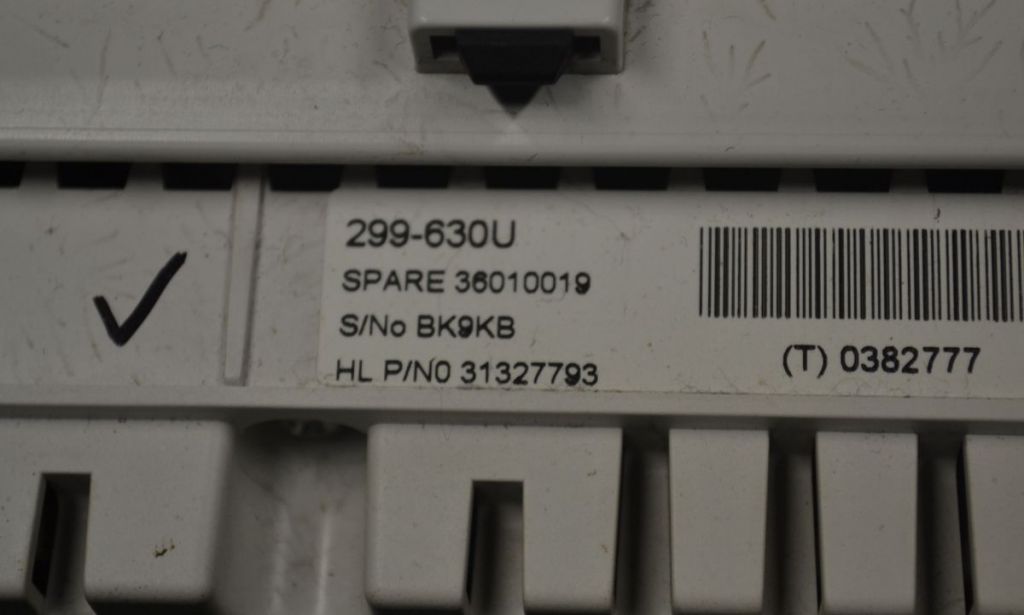 299-630U
SPARE 36010019
S/No BK9KB
HL P/N0 31327793
(T) 0382777